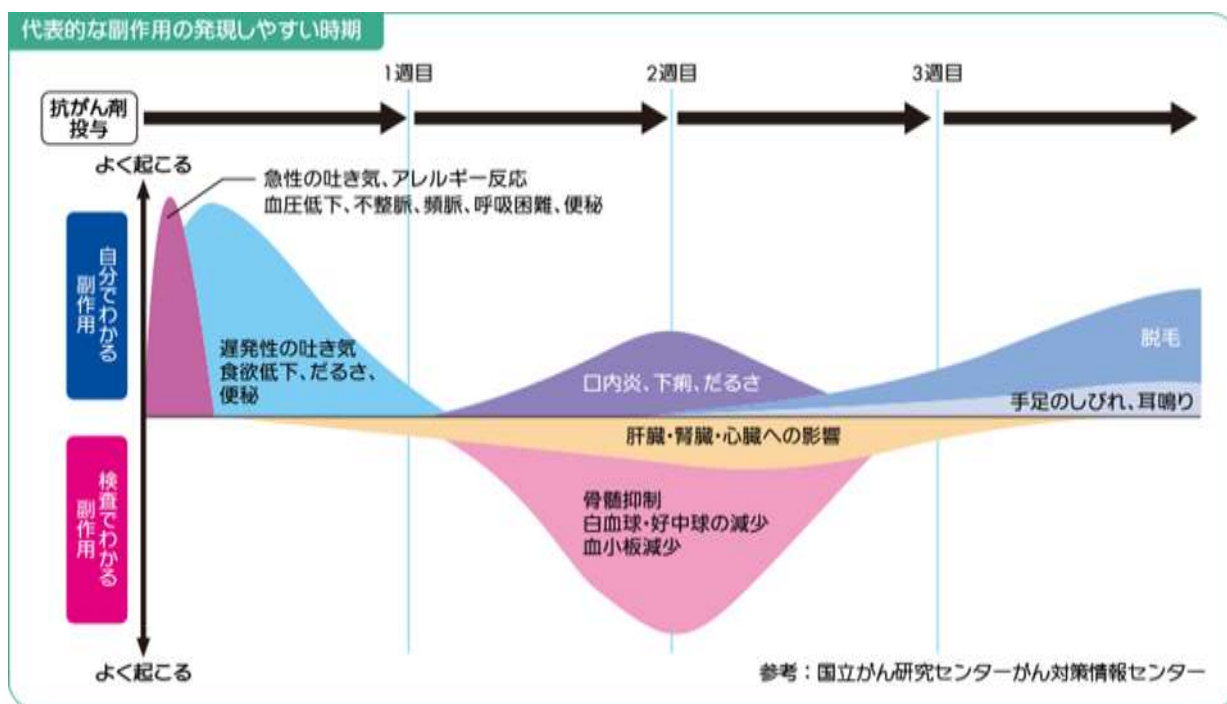 代表的な副作用の発現しやすい時期
1週目
2週目
3週目
抗がん剤
投与
よく起こる
急性の吐き気、アレルギー反応
血圧低下、不整脈、頻脈、呼吸困難、便秘
自分でわかる
副作用
遅発性の吐き気
食欲低下、だるさ、
便秘
口内炎、下痢、だるさ
脱毛
手足のしびれ、耳鳴り
肝臓・腎臓・心臓への影響
検査でわかる
副作用
骨髄抑制
白血球・好中球の減少
血小板減少
よく起こる
参考：国立がん研究センターがん対策情報センター